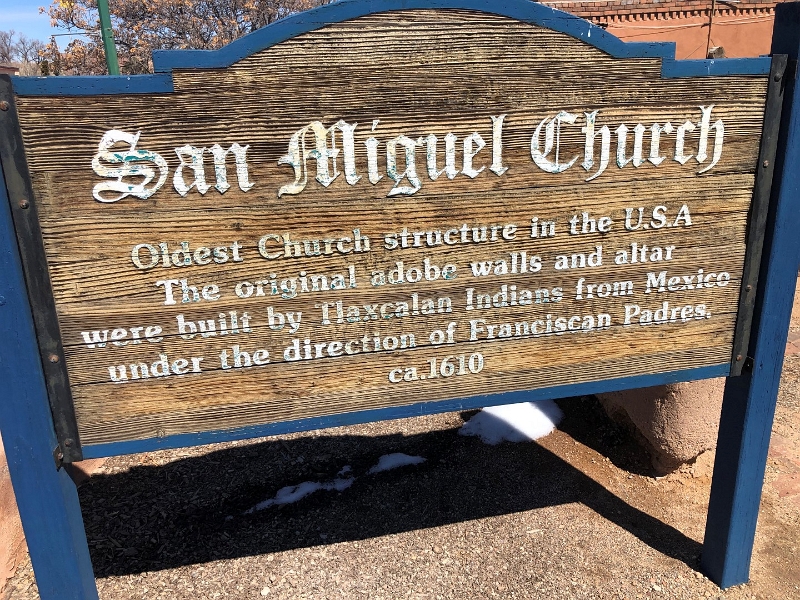 San Miguel Church
Oldest Church structure in the U.S.A
The original adobe walls and altar
were built by Tlaxcalan Indians from Mexico
under the direction of Franciscan Padres.
ca.1610